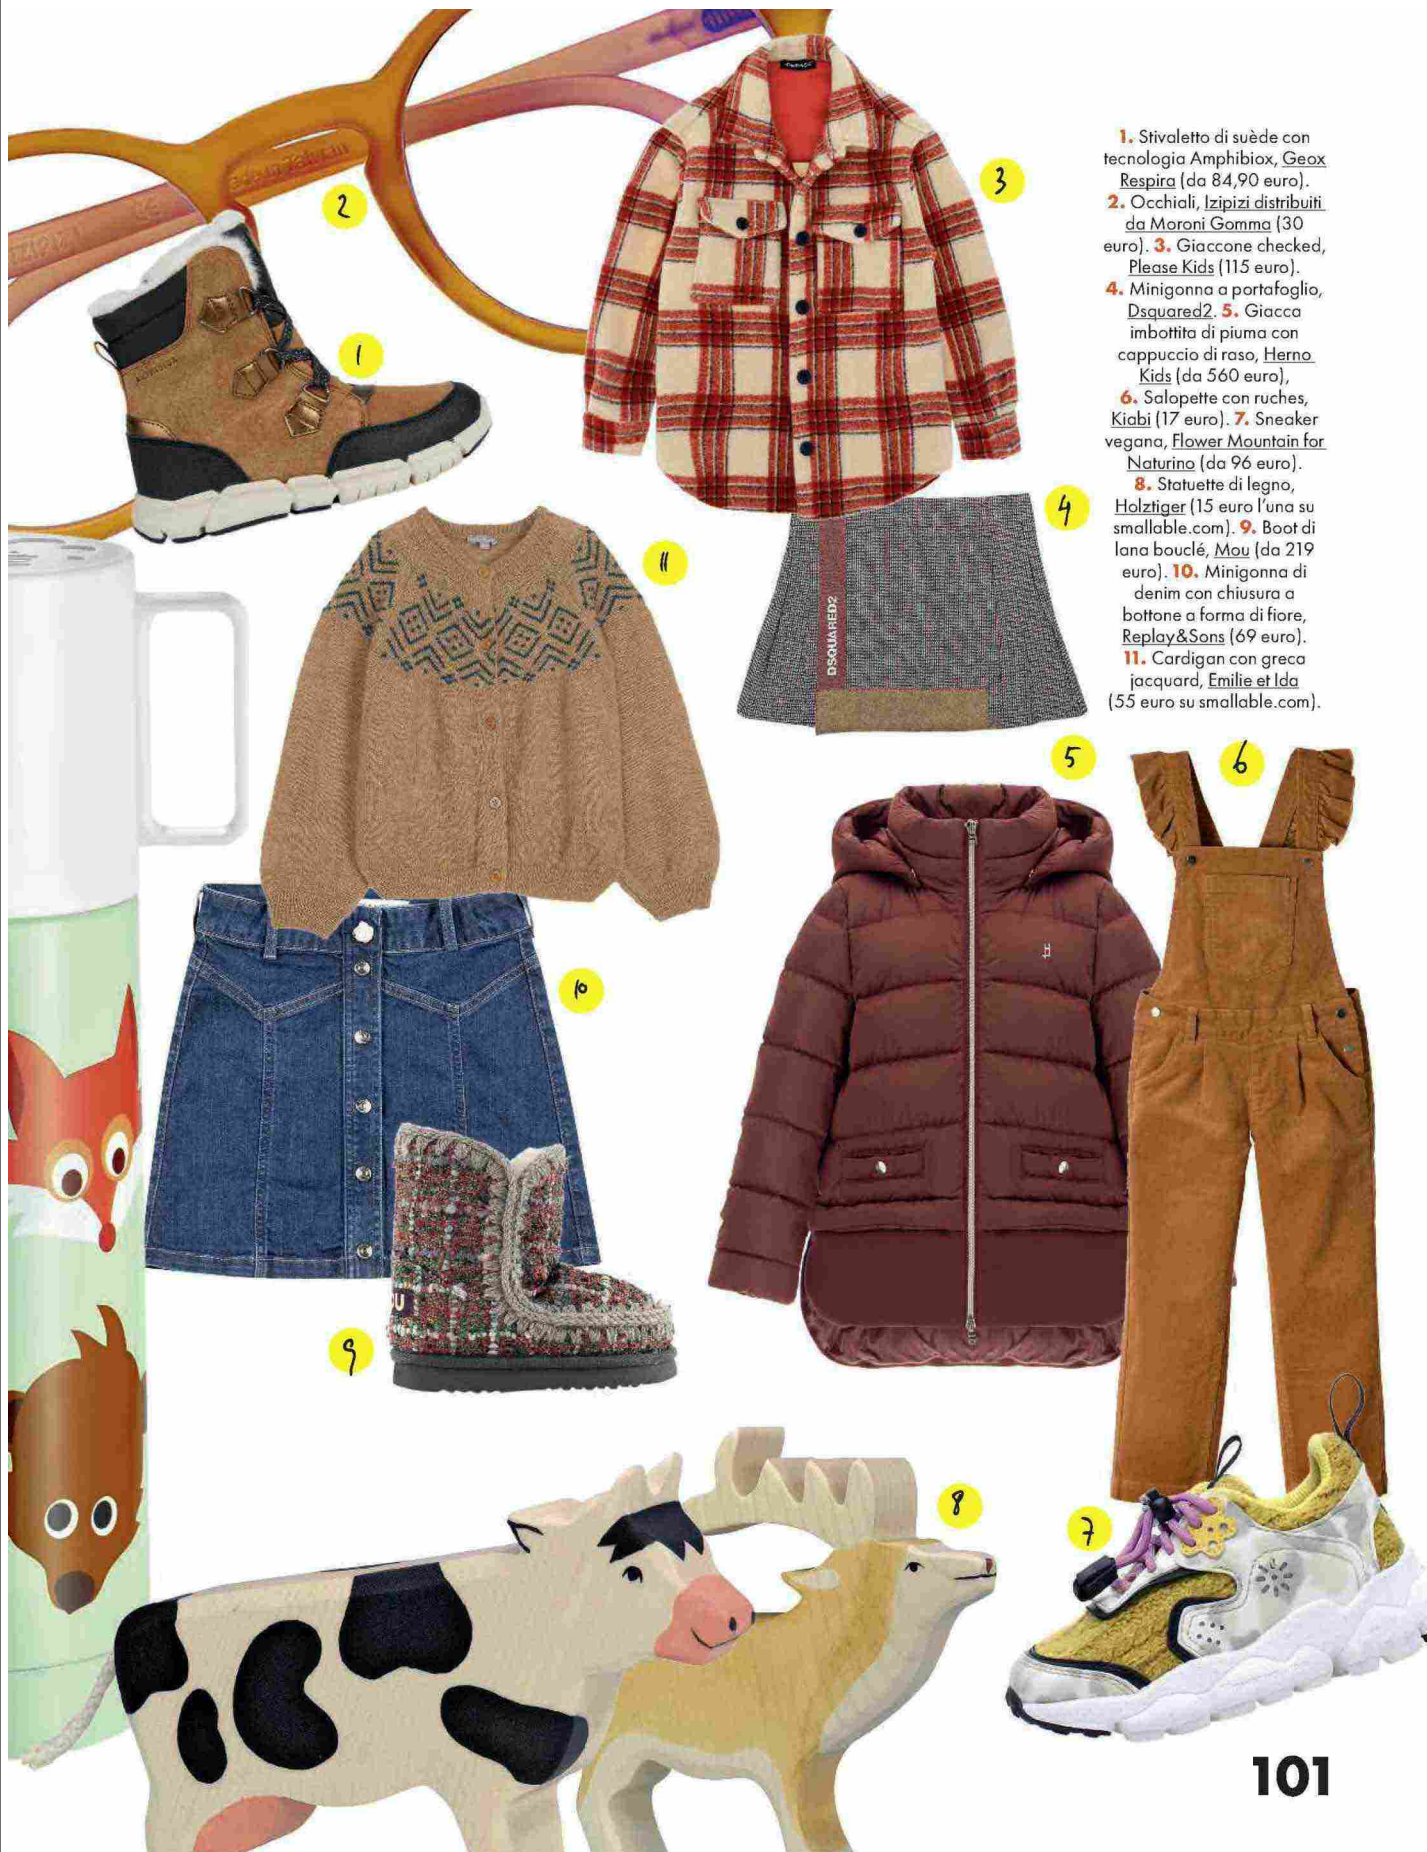 1. Stivaletto di suède con
tecnologia Amphibiox, Geox
Respira (da 84,90 euro).
2. Occhiali, Izipizi distribuiti
da Moroni Gomma (30
euro). 3. Giaccone checked,
Please Kids (115 euro).
4. Minigonna a portafoglio,
Dsquared2. 5. Giacca
imbottita di piuma con
cappuccio di raso, Herno
Kids (da 560 euro),
6. Salopette con ruches,
Kiabi (17 euro). 7. Sneaker
vegana, Flower Mountain for
Naturino (da 96 euro).
8. Statuette di legno,
Holztiger (15 euro l'una su
smallable.com). 9. Boot di
lana bouclé, Mou (da 219
euro). 10. Minigonna di
denim con chiusura a
bottone a forma di fiore,
Replay&Sons (69 euro).
11. Cardigan con greca
jacquard, Emilie et Ida
(55 euro su smallable.com).
2
3
1
4
11
DSQUARED2
5
6
10
H
9
8
7
101